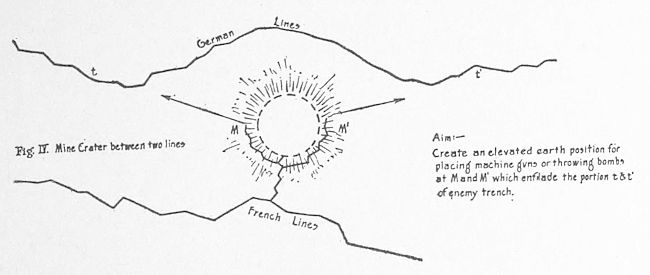 German Lines
t
t'
M
M'
Fig. IV. Mine Crater between two lines
Aim:—
Create an elevated earth position for
placing machine guns or throwing bombs
at M and M' which enfilade the portion t & t'
of enemy trench.
French Lines